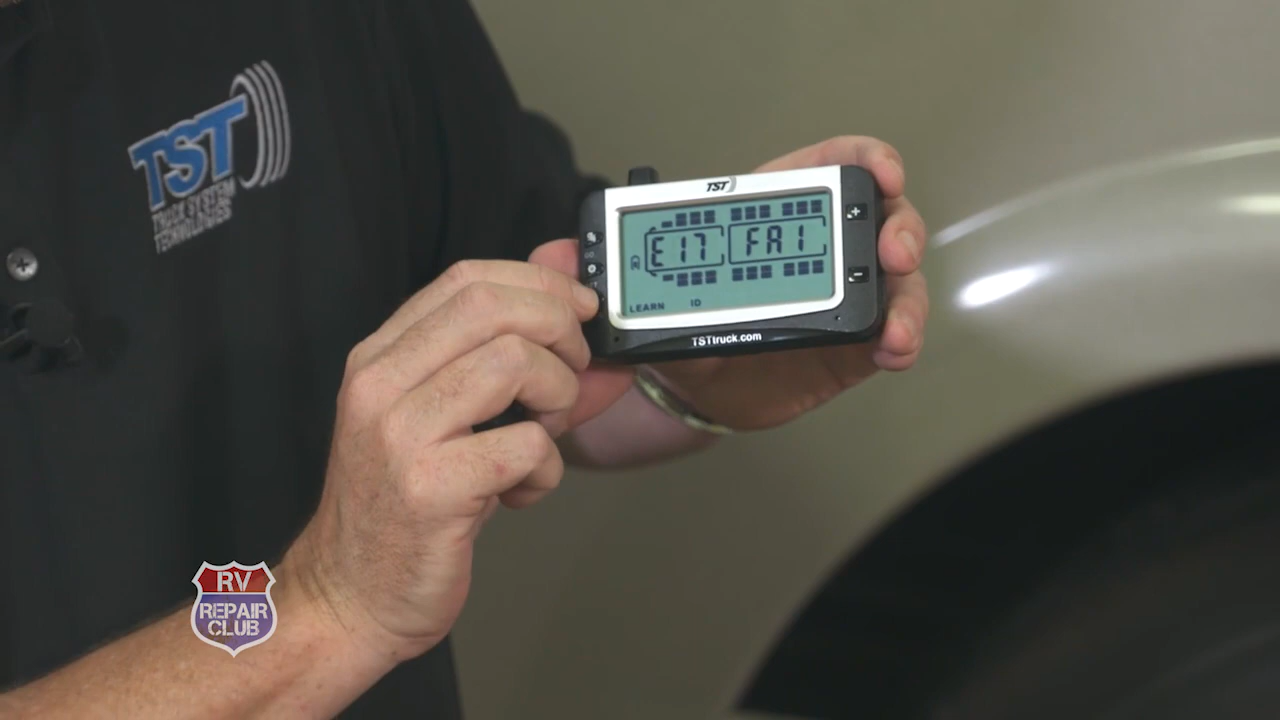 TST
TRUCK SYSTEM
TECHNOLOGIES
TST
E17 FA1
LEARN ID
+
-
TSTtruck.com
RV
REPAIR
CLUB